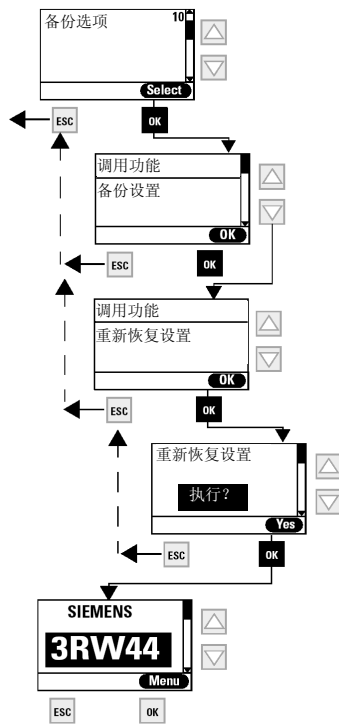 备份选项 10
Select
ESC OK
调用功能
备份设置
OK
ESC OK
调用功能
重新恢复设置
OK
ESC OK
重新恢复设置
执行?
Yes
ESC OK
SIEMENS
3RW44
Menu
ESC OK